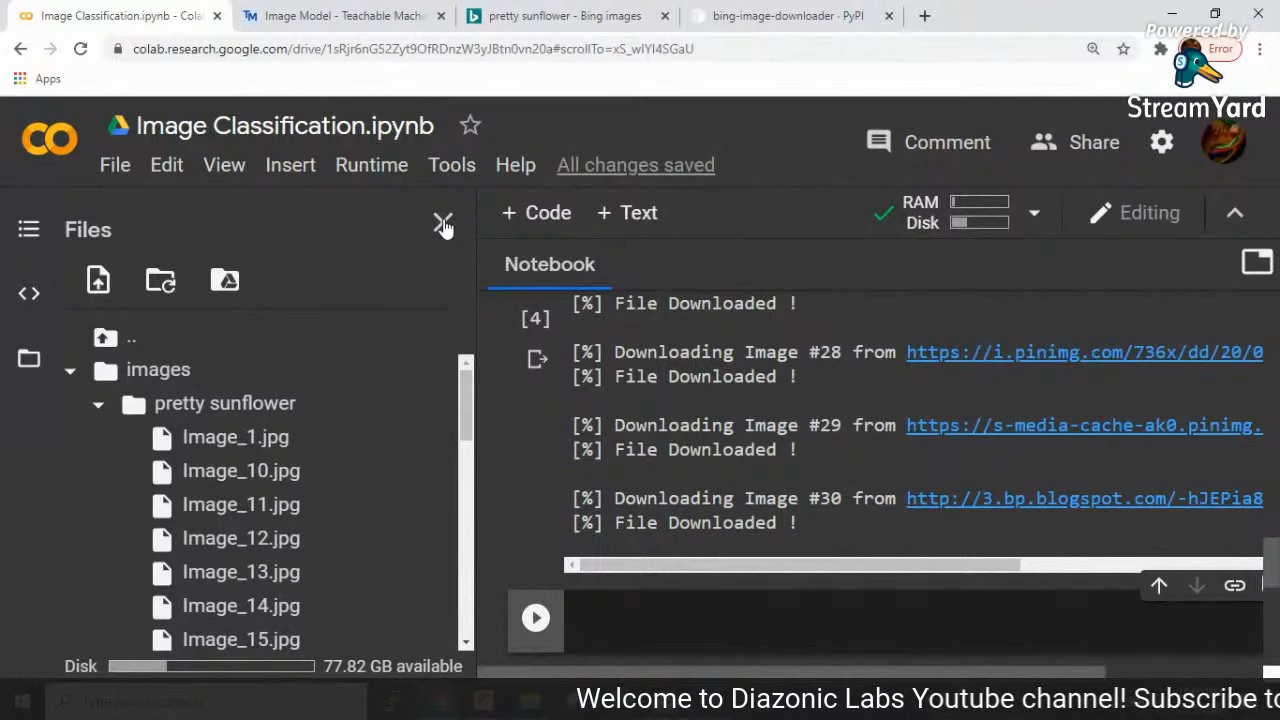 Image Classification.ipynb - Cola
Image Model - Teachable Machi
pretty sunflower - Bing images
bing-image-downloader · PyPI
colab.research.google.com/drive/1sRjr6nG52Zyt9OfRDnzW3yJBtn0vn20a#scrollTo=xS_wIYI4SGaU
Error
Powered by
StreamYard
Apps
Image Classification.ipynb
File Edit View Insert Runtime Tools Help All changes saved
Comment
Share
Files
+ Code + Text
RAM
Disk
Editing
Notebook
..
images
pretty sunflower
Image_1.jpg
Image_10.jpg
Image_11.jpg
Image_12.jpg
Image_13.jpg
Image_14.jpg
Image_15.jpg
Disk 77.82 GB available
[%] File Downloaded !
[4]
[%] Downloading Image #28 from https://i.pinimg.com/736x/dd/20/0
[%] File Downloaded !
[%] Downloading Image #29 from https://s-media-cache-ak0.pinimg.
[%] File Downloaded !
[%] Downloading Image #30 from http://3.bp.blogspot.com/-hJEPia8
[%] File Downloaded !
Welcome to Diazonic Labs Youtube channel! Subscribe to